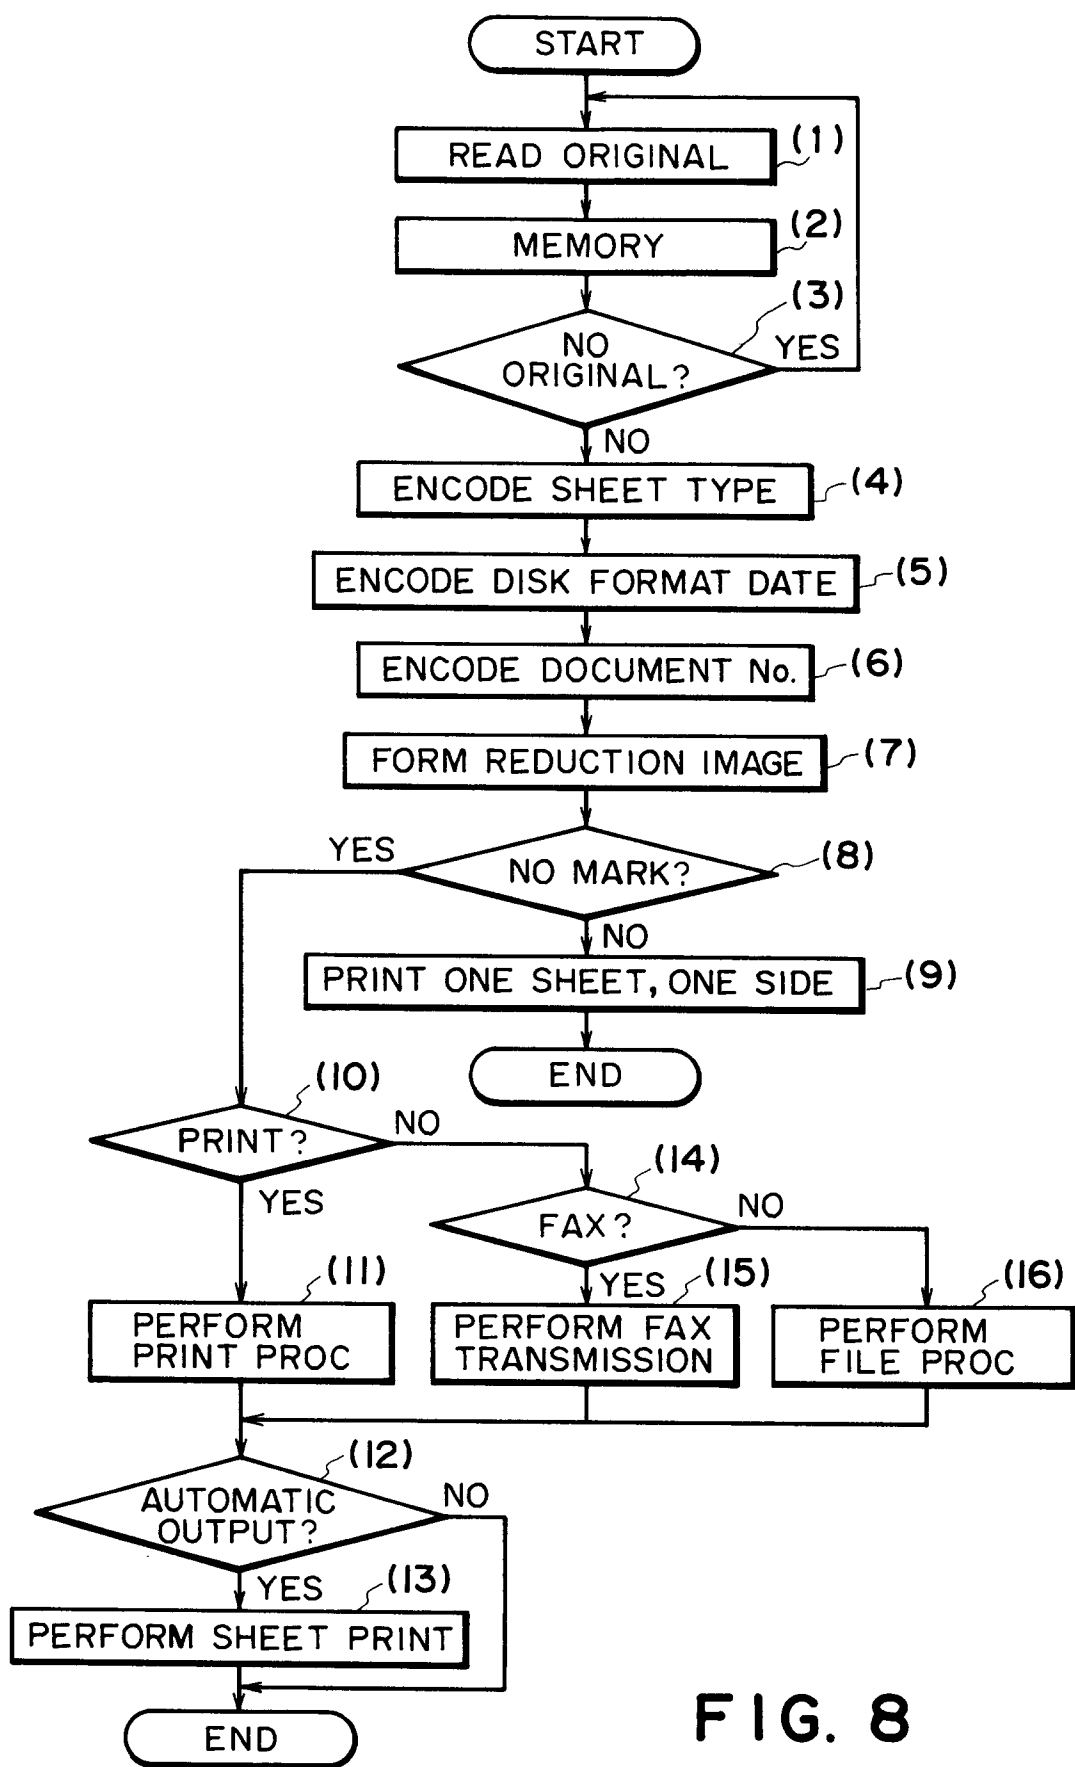 START
READ ORIGINAL
(1)
MEMORY
(2)
(3)
NO
ORIGINAL?
YES
NO
ENCODE SHEET TYPE
(4)
ENCODE DISK FORMAT DATE
(5)
ENCODE DOCUMENT No.
(6)
FORM REDUCTION IMAGE
(7)
YES
NO MARK?
(8)
NO
PRINT ONE SHEET, ONE SIDE
(9)
END
(10)
PRINT?
NO
YES
(14)
FAX?
NO
YES
(11)
PERFORM
PRINT PROC
(15)
PERFORM FAX
TRANSMISSION
(16)
PERFORM
FILE PROC
(12)
AUTOMATIC
OUTPUT?
NO
YES
(13)
PERFORM SHEET PRINT
END
FIG. 8